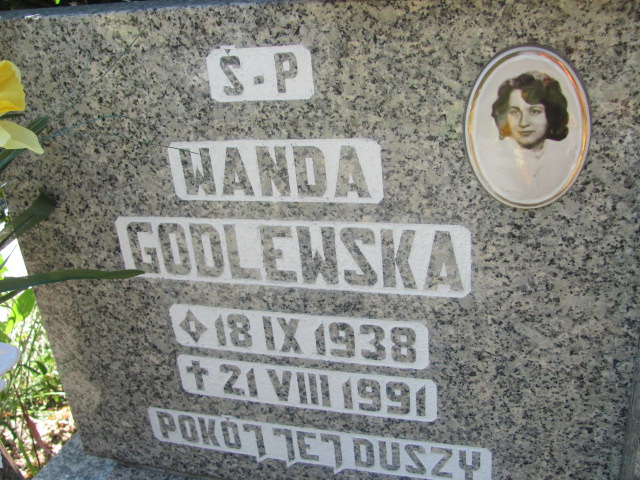 Ś.P
WANDA
GODLEWSKA
18 IX 1938
† 21 VIII 1991
POKÓJ JEJ DUSZY